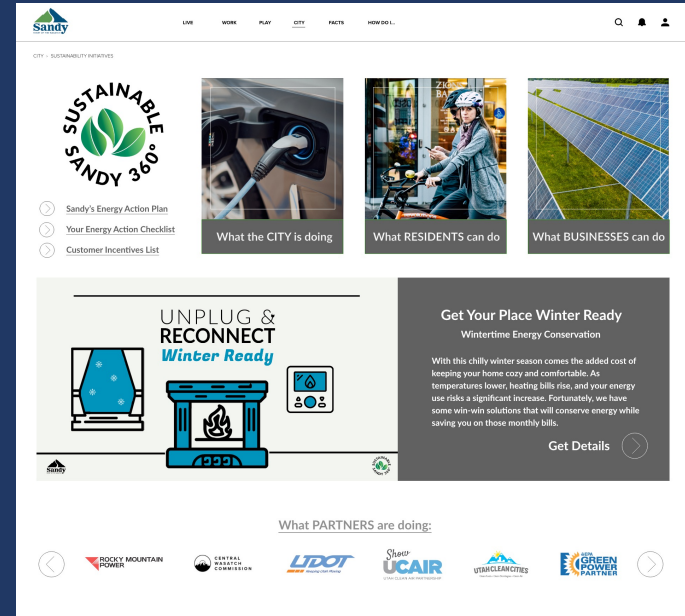 Sandy
LIVE
WORK
PLAY
CITY
FACTS
HOW DO I...
CITY > SUSTAINABILITY INITIATIVES
SUSTAINABLE
SANDY 360°
Sandy's Energy Action Plan
Your Energy Action Checklist
Customer Incentives List
What the CITY is doing
What RESIDENTS can do
What BUSINESSES can do
UNPLUG &
RECONNECT
Winter Ready
Sandy
Get Your Place Winter Ready
Wintertime Energy Conservation
With this chilly winter season comes the added cost of
keeping your home cozy and comfortable. As
temperatures lower, heating bills rise, and your energy
use risks a significant increase. Fortunately, we have
some win-win solutions that will conserve energy while
saving you on those monthly bills.
Get Details
What PARTNERS are doing:
ROCKY MOUNTAIN
POWER
CENTRAL
WASATCH
COMMISSION
UDOT
Keeping Utah Moving
Show
UCAIR
UTAH CLEAN AIR PARTNERSHIP
UTAH CLEAN CITIES
EPA
GREEN
POWER
PARTNER